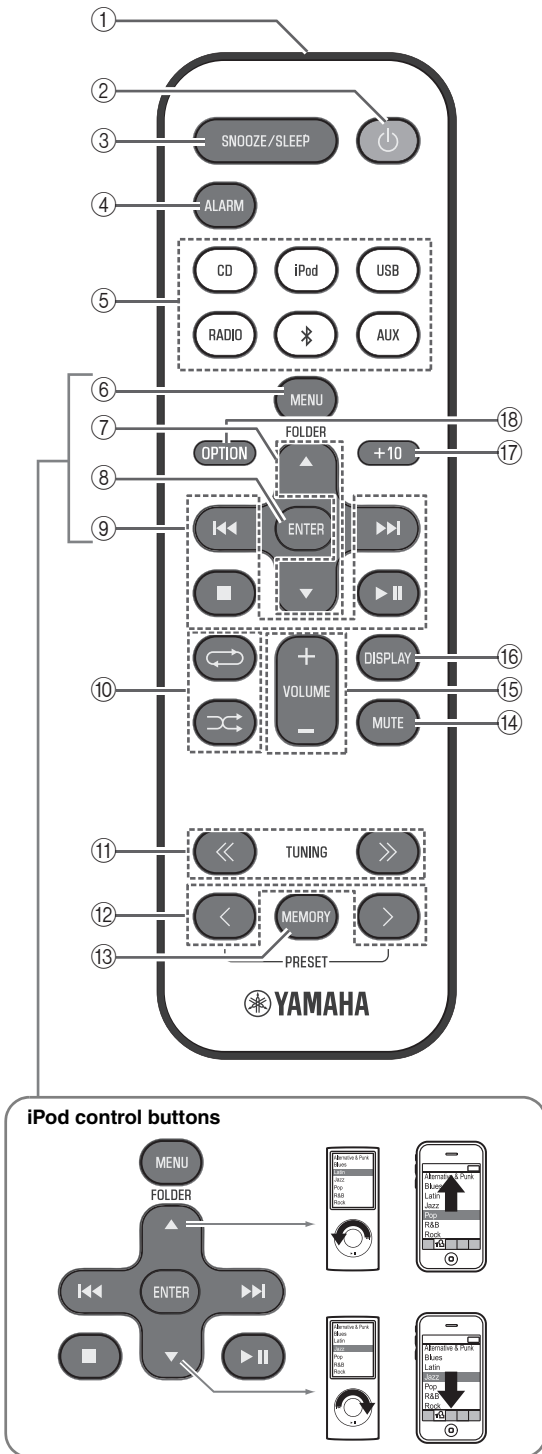 ①
②
③ SNOOZE/SLEEP
④ ALARM
⑤ CD iPod USB
RADIO AUX
⑥ MENU
⑦ FOLDER ⑱
OPTION +10 ⑰
⑧ ENTER
⑨
DISPLAY ⑯
⑩ VOLUME ⑮
MUTE ⑭
⑪ TUNING
⑫ MEMORY
⑬ PRESET
YAMAHA
iPod control buttons
MENU
FOLDER
ENTER
Alternative & Punk
Blues
Latin
Jazz
Pop
R&B
Rock
Alternative & Punk
Blues
Latin
Jazz
Pop
R&B
Rock
Alternative & Punk
Blues
Latin
Jazz
Pop
R&B
Rock
Alternative & Punk
Blues
Latin
Jazz
Pop
R&B
Rock